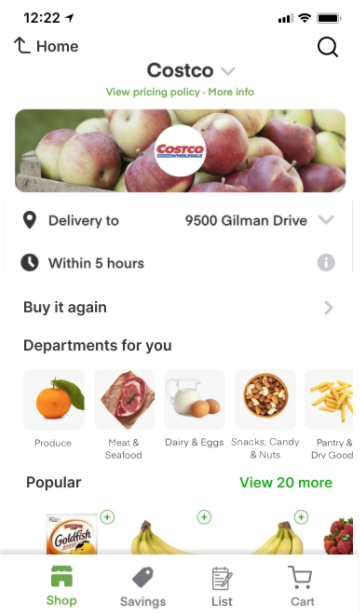 12:22
Home
Costco
View pricing policy · More info
COSTCO
WHOLESALE
Delivery to 9500 Gilman Drive
Within 5 hours
Buy it again
Departments for you
Produce
Meat &
Seafood
Dairy & Eggs
Snacks, Candy
& Nuts
Pantry &
Dry Good
Popular View 20 more
Goldfish
Shop Savings List Cart